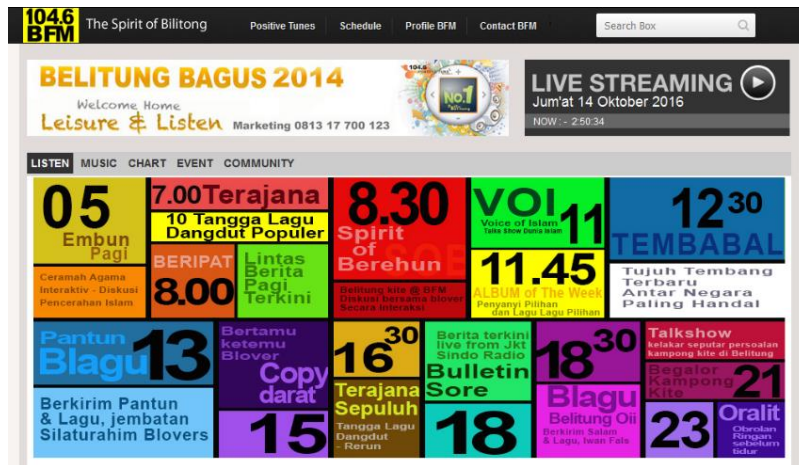 104.6
BFM
The Spirit of Bilitong
Positive Tunes
Schedule
Profile BFM
Contact BFM
Search Box
BELITUNG BAGUS 2014
Welcome Home
Leisure & Listen Marketing 0813 17 700 123
104.6
No.1
LIVE STREAMING
Jum'at 14 Oktober 2016
NOW : - 2:50:34
LISTEN MUSIC CHART EVENT COMMUNITY
05
Embun
Pagi
Ceramah Agama
Interaktiv - Diskusi
Pencerahan Islam
7.00 Terajana
10 Tangga Lagu
Dangdut Populer
BERIPAT
8.00
Lintas
Berita
Pagi
Terkini
8.30
Spirit
of
Berehun
SOB
Belitung kite @ BFM
Diskusi bersama blover
Secara Interaksi
VOI
Voice of Islam
Talks Show Dunia Islam
11
11.45
ALBUM of The Week
Penyanyi Pilihan
dan Lagu Lagu Pilihan
12 30
TEMBABAL
Tujuh Tembang
Terbaru
Antar Negara
Paling Handal
Pantun
Blagu
13
Berkirim Pantun
& Lagu, jembatan
Silaturahim Blovers
Bertamu
ketemu
Blover
Copy
darat
15
16 30
Terajana
Sepuluh
Tangga Lagu
Dangdut
- Rerun
Berita terkini
live from Jkt
Sindo Radio
Bulletin
Sore
18
18 30
Blagu
Belitung Oii
Berkirim Salam
& Lagu, Iwan Fals
Talkshow
kelakar seputar persoalan
kampong kite di Belitung
Begalor
Kampong
Kite
21
23
Oralit
Obrolan
Ringan
sebelum
tidur